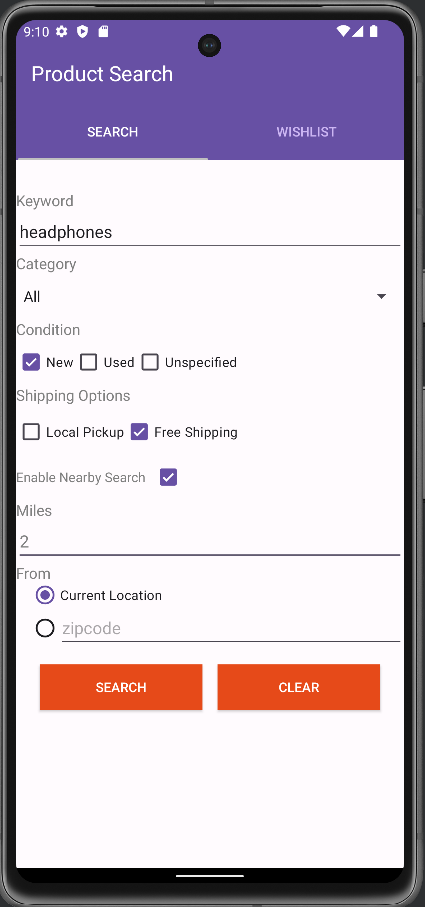 9:10
Product Search
SEARCH WISHLIST
Keyword
headphones
Category
All
Condition
New Used Unspecified
Shipping Options
Local Pickup Free Shipping
Enable Nearby Search
Miles
2
From
Current Location
zipcode
SEARCH CLEAR